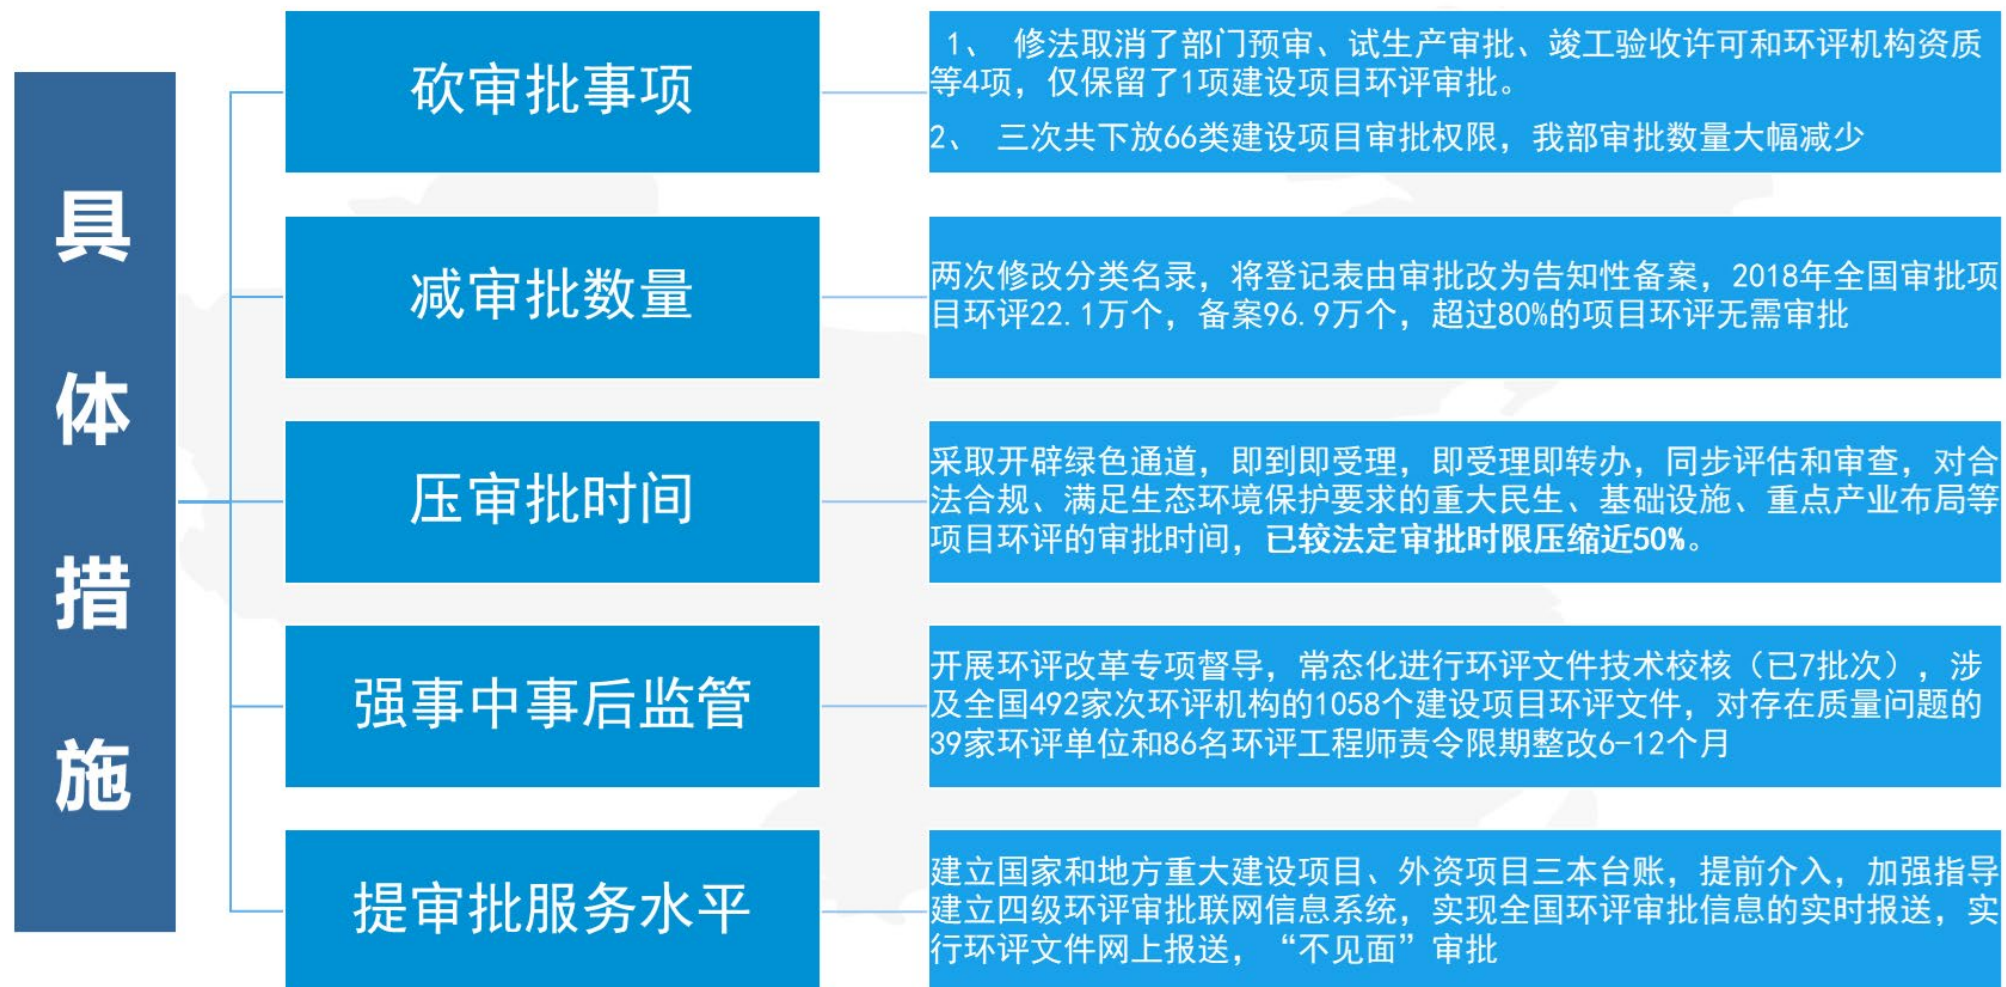 具
体
措
施
砍审批事项
1、 修法取消了部门预审、试生产审批、竣工验收许可和环评机构资质
等4项，仅保留了1项建设项目环评审批。
2、 三次共下放66类建设项目审批权限，我部审批数量大幅减少
减审批数量
两次修改分类名录，将登记表由审批改为告知性备案，2018年全国审批项
目环评22.1万个，备案96.9万个，超过80%的项目环评无需审批
压审批时间
采取开辟绿色通道，即到即受理，即受理即转办，同步评估和审查，对合
法合规、满足生态环境保护要求的重大民生、基础设施、重点产业布局等
项目环评的审批时间，已较法定审批时限压缩近50%。
强事中事后监管
开展环评改革专项督导，常态化进行环评文件技术校核（已7批次），涉
及全国492家次环评机构的1058个建设项目环评文件，对存在质量问题的
39家环评单位和86名环评工程师责令限期整改6-12个月
提审批服务水平
建立国家和地方重大建设项目、外资项目三本台账，提前介入，加强指导
建立四级环评审批联网信息系统，实现全国环评审批信息的实时报送，实
行环评文件网上报送，“不见面”审批